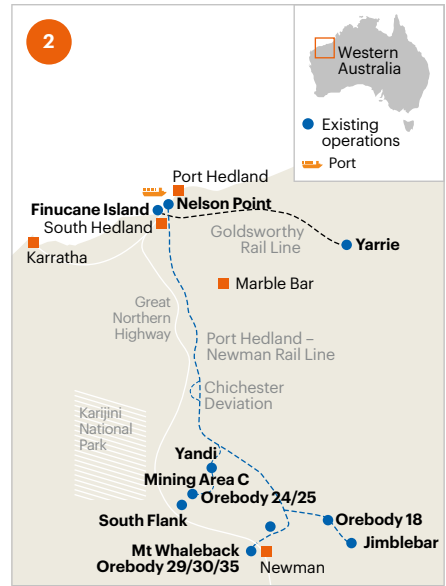 2
Western
Australia
Existing
operations
Port
Port Hedland
Finucane Island
Nelson Point
South Hedland
Goldsworthy
Rail Line
Yarrie
Karratha
Marble Bar
Great
Northern
Highway
Port Hedland –
Newman Rail Line
Chichester
Deviation
Karijini
National
Park
Yandi
Mining Area C
Orebody 24/25
South Flank
Orebody 18
Jimblebar
Mt Whaleback
Orebody 29/30/35
Newman